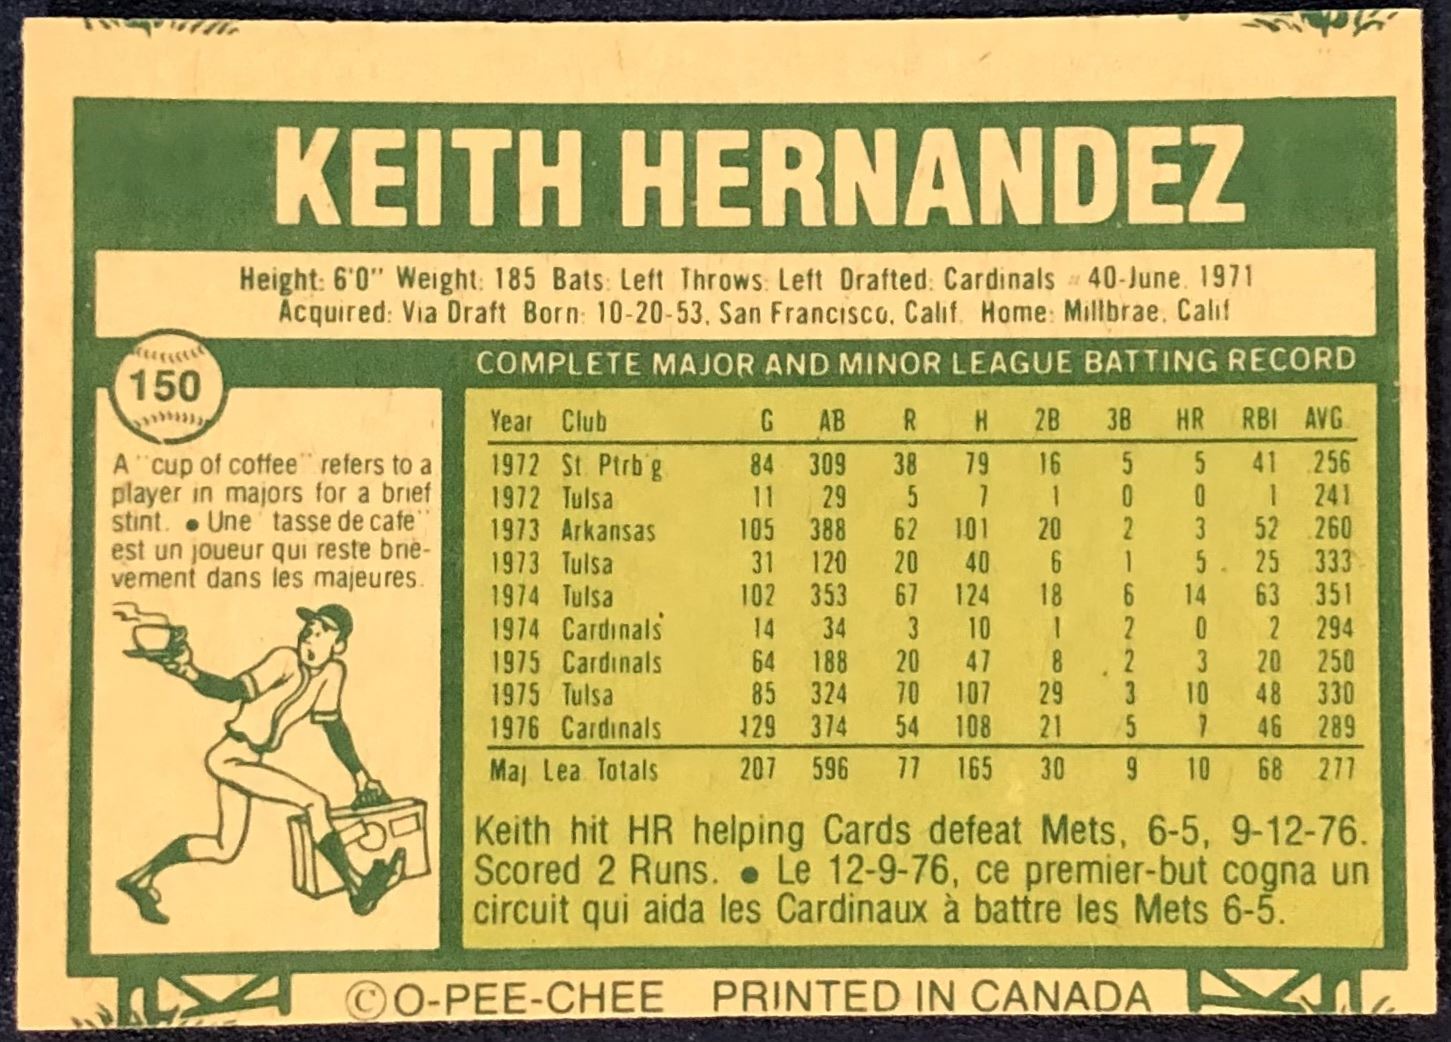 KEITH HERNANDEZ
Height: 6'0" Weight: 185 Bats: Left Throws: Left Drafted: Cardinals - 40-June, 1971
Acquired: Via Draft Born: 10-20-53, San Francisco, Calif. Home: Millbrae, Calif
150
A "cup of coffee" refers to a
player in majors for a brief
stint. • Une "tasse de cafe"
est un joueur qui reste brie-
vement dans les majeures.
COMPLETE MAJOR AND MINOR LEAGUE BATTING RECORD
Year Club G AB R H 2B 3B HR RBI AVG.
1972 St. Ptrb'g 84 309 38 79 16 5 5 41 .256
1972 Tulsa 11 29 5 7 1 0 0 1 .241
1973 Arkansas 105 388 62 101 20 2 3 52 .260
1973 Tulsa 31 120 20 40 6 1 5 25 .333
1974 Tulsa 102 353 67 124 18 6 14 63 .351
1974 Cardinals 14 34 3 10 1 2 0 2 .294
1975 Cardinals 64 188 20 47 8 2 3 20 .250
1975 Tulsa 85 324 70 107 29 3 10 48 .330
1976 Cardinals 129 374 54 108 21 5 7 46 .289
Maj. Lea. Totals 207 596 77 165 30 9 10 68 .277
Keith hit HR helping Cards defeat Mets, 6-5, 9-12-76.
Scored 2 Runs. • Le 12-9-76, ce premier-but cogna un
circuit qui aida les Cardinaux à battre les Mets 6-5.
© O-PEE-CHEE PRINTED IN CANADA